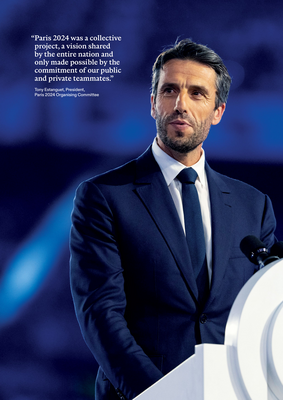 “Paris 2024 was a collective
project, a vision shared
by the entire nation and
only made possible by the
commitment of our public
and private teammates.”
Tony Estanguet, President,
Paris 2024 Organising Committee